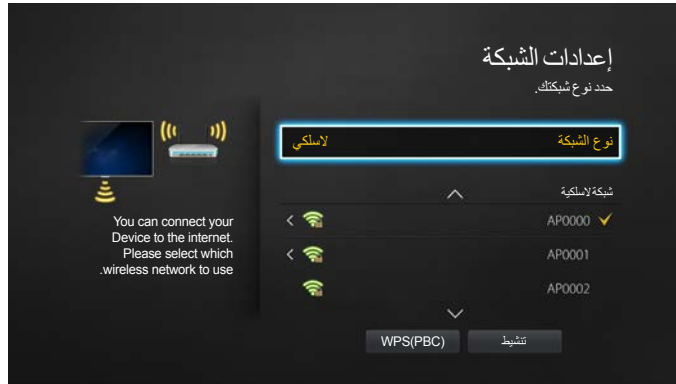 إعدادات الشبكة
حدد نوع شبكتك.
نوع الشبكة لاسلكي
شبكة لاسلكية
AP0000
AP0001
AP0002
تنشيط WPS(PBC)
You can connect your
Device to the internet.
Please select which
.wireless network to use